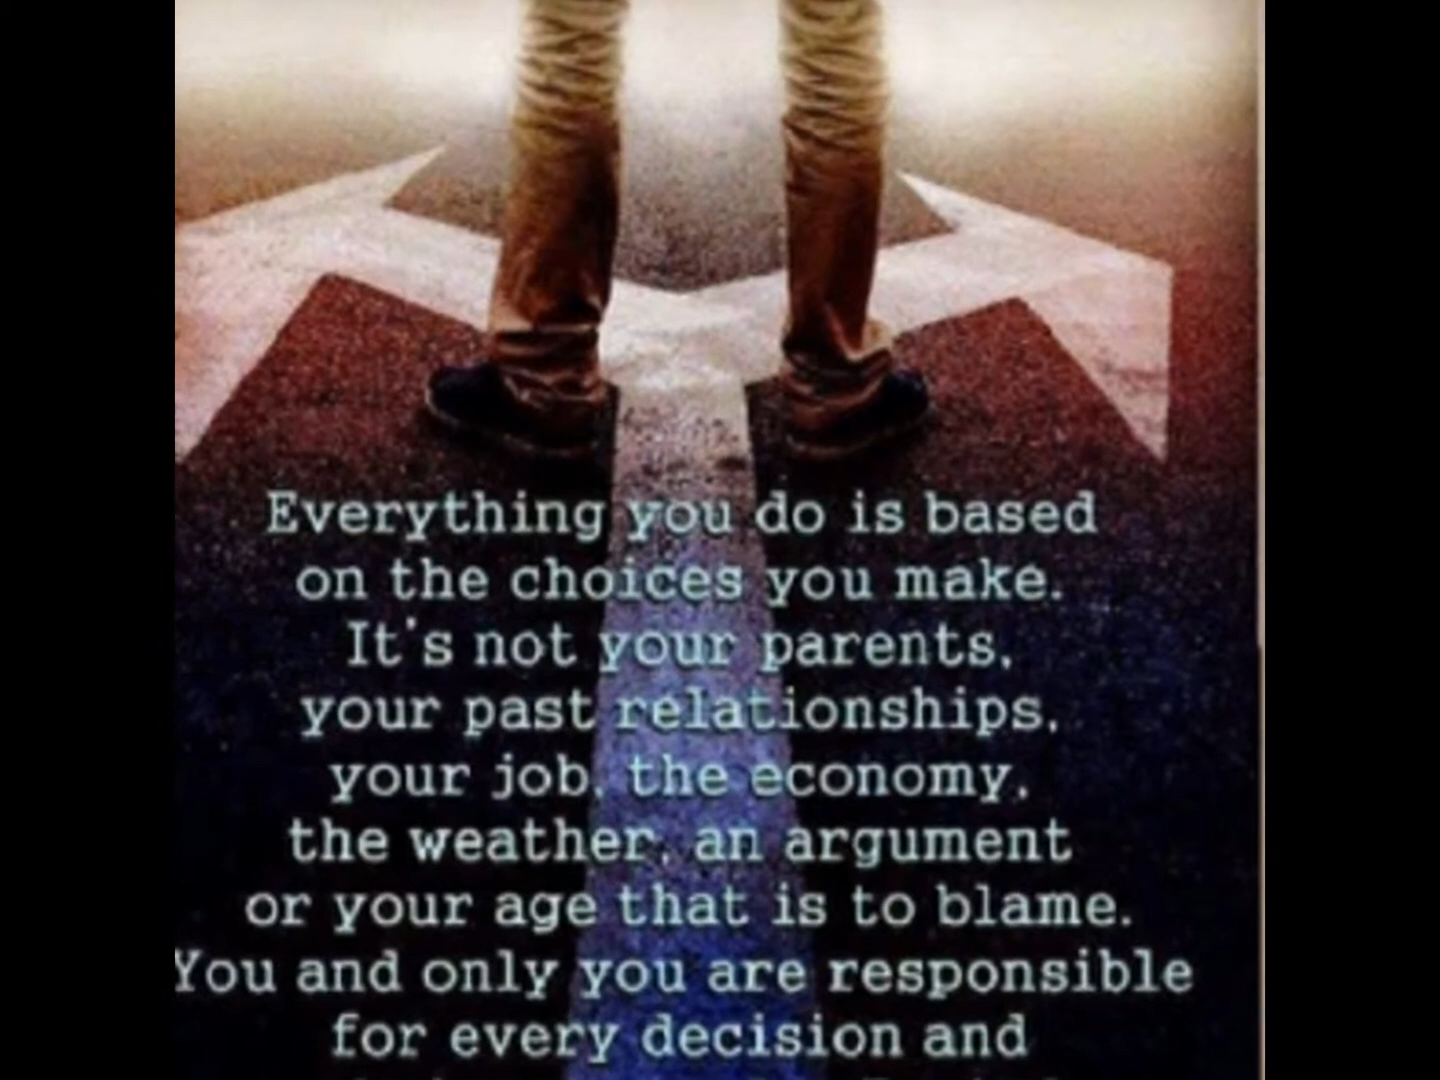 Everything you do is based
on the choices you make.
It's not your parents,
your past relationships,
your job, the economy,
the weather, an argument
or your age that is to blame.
You and only you are responsible
for every decision and